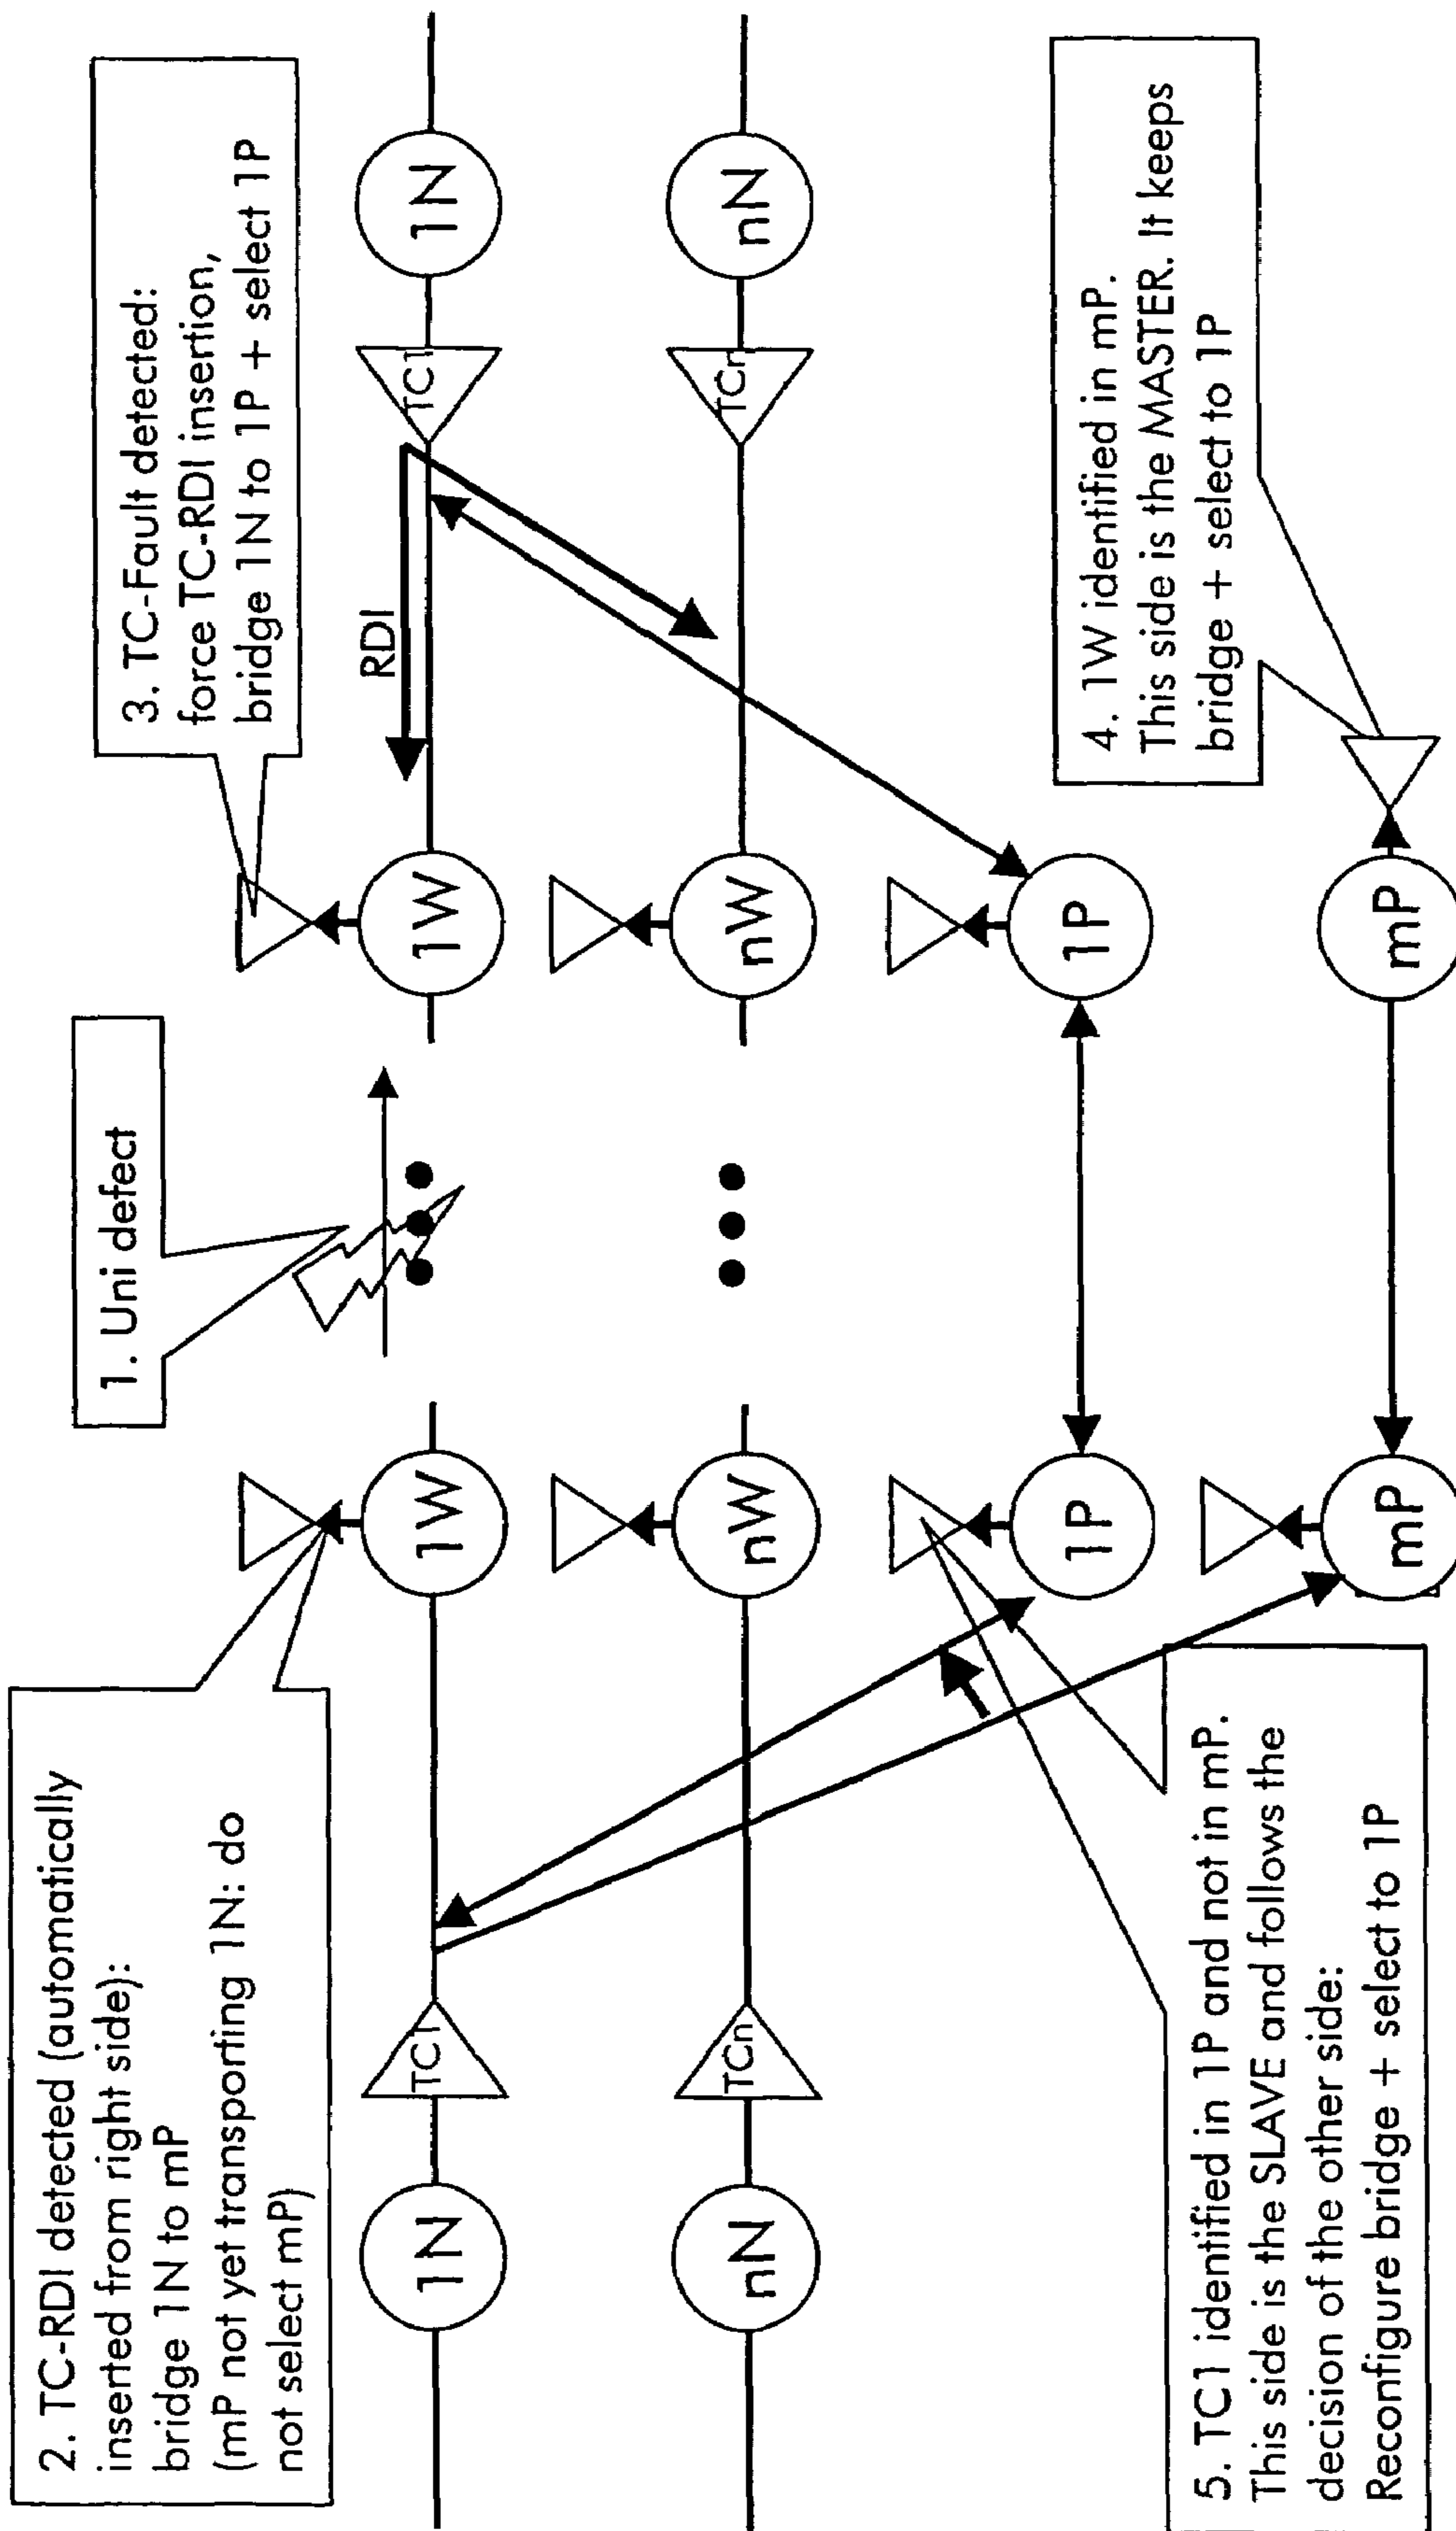 1. Uni defect
2. TC-RDI detected (automatically
inserted from right side):
bridge 1N to mP
(mP not yet transporting 1N: do
not select mP)
3. TC-Fault detected:
force TC-RDI insertion,
bridge 1N to 1P + select 1P
1N
TC1
1W
1W
RDI
TC1
1N
nN
TCn
nW
nW
TCn
nN
1P
1P
mP
mP
4. 1W identified in mP.
This side is the MASTER. It keeps
bridge + select to 1P
5. TC1 identified in 1P and not in mP.
This side is the SLAVE and follows the
decision of the other side:
Reconfigure bridge + select to 1P